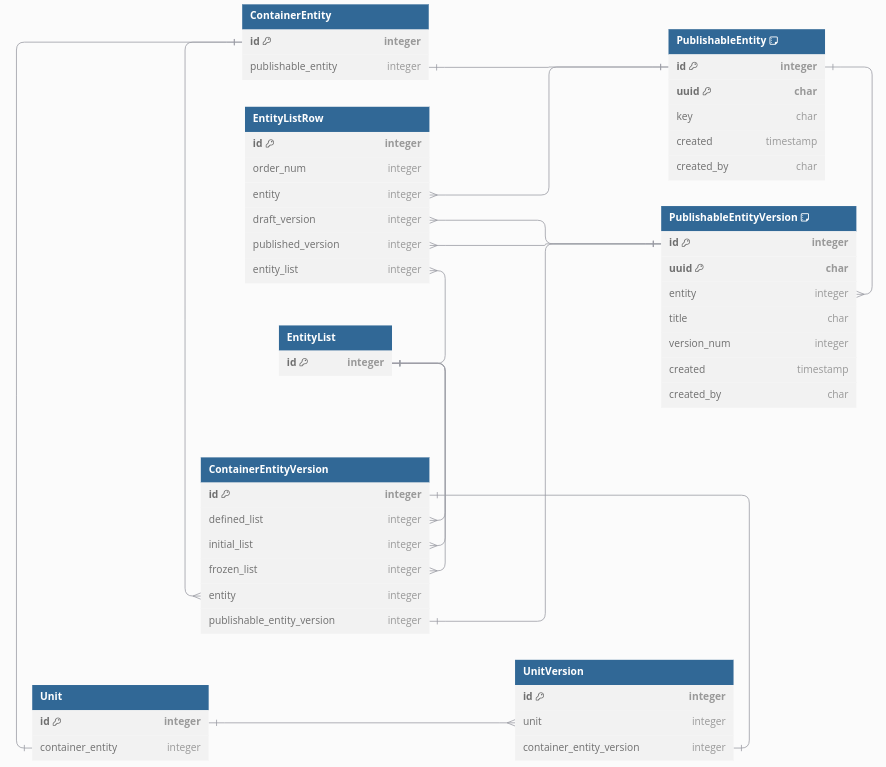 ContainerEntity
id integer
publishable_entity integer
PublishableEntity
id integer
uuid char
key char
created timestamp
created_by char
EntityListRow
id integer
order_num integer
entity integer
draft_version integer
published_version integer
entity_list integer
PublishableEntityVersion
id integer
uuid char
entity integer
title char
version_num integer
created timestamp
created_by char
EntityList
id integer
ContainerEntityVersion
id integer
defined_list integer
initial_list integer
frozen_list integer
entity integer
publishable_entity_version integer
Unit
id integer
container_entity integer
UnitVersion
id integer
unit integer
container_entity_version integer